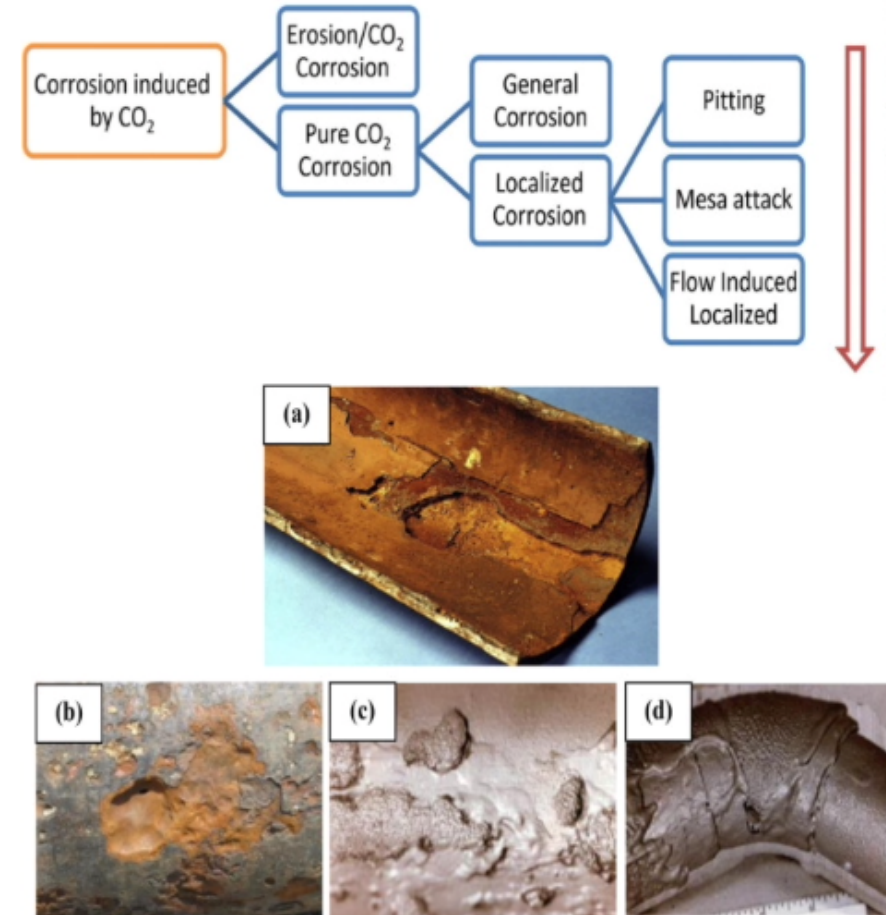 Erosion/CO₂
Corrosion
Corrosion induced
by CO₂
Pure CO₂
Corrosion
General
Corrosion
Localized
Corrosion
Pitting
Mesa attack
Flow Induced
Localized
(a)
(b)
(c)
(d)